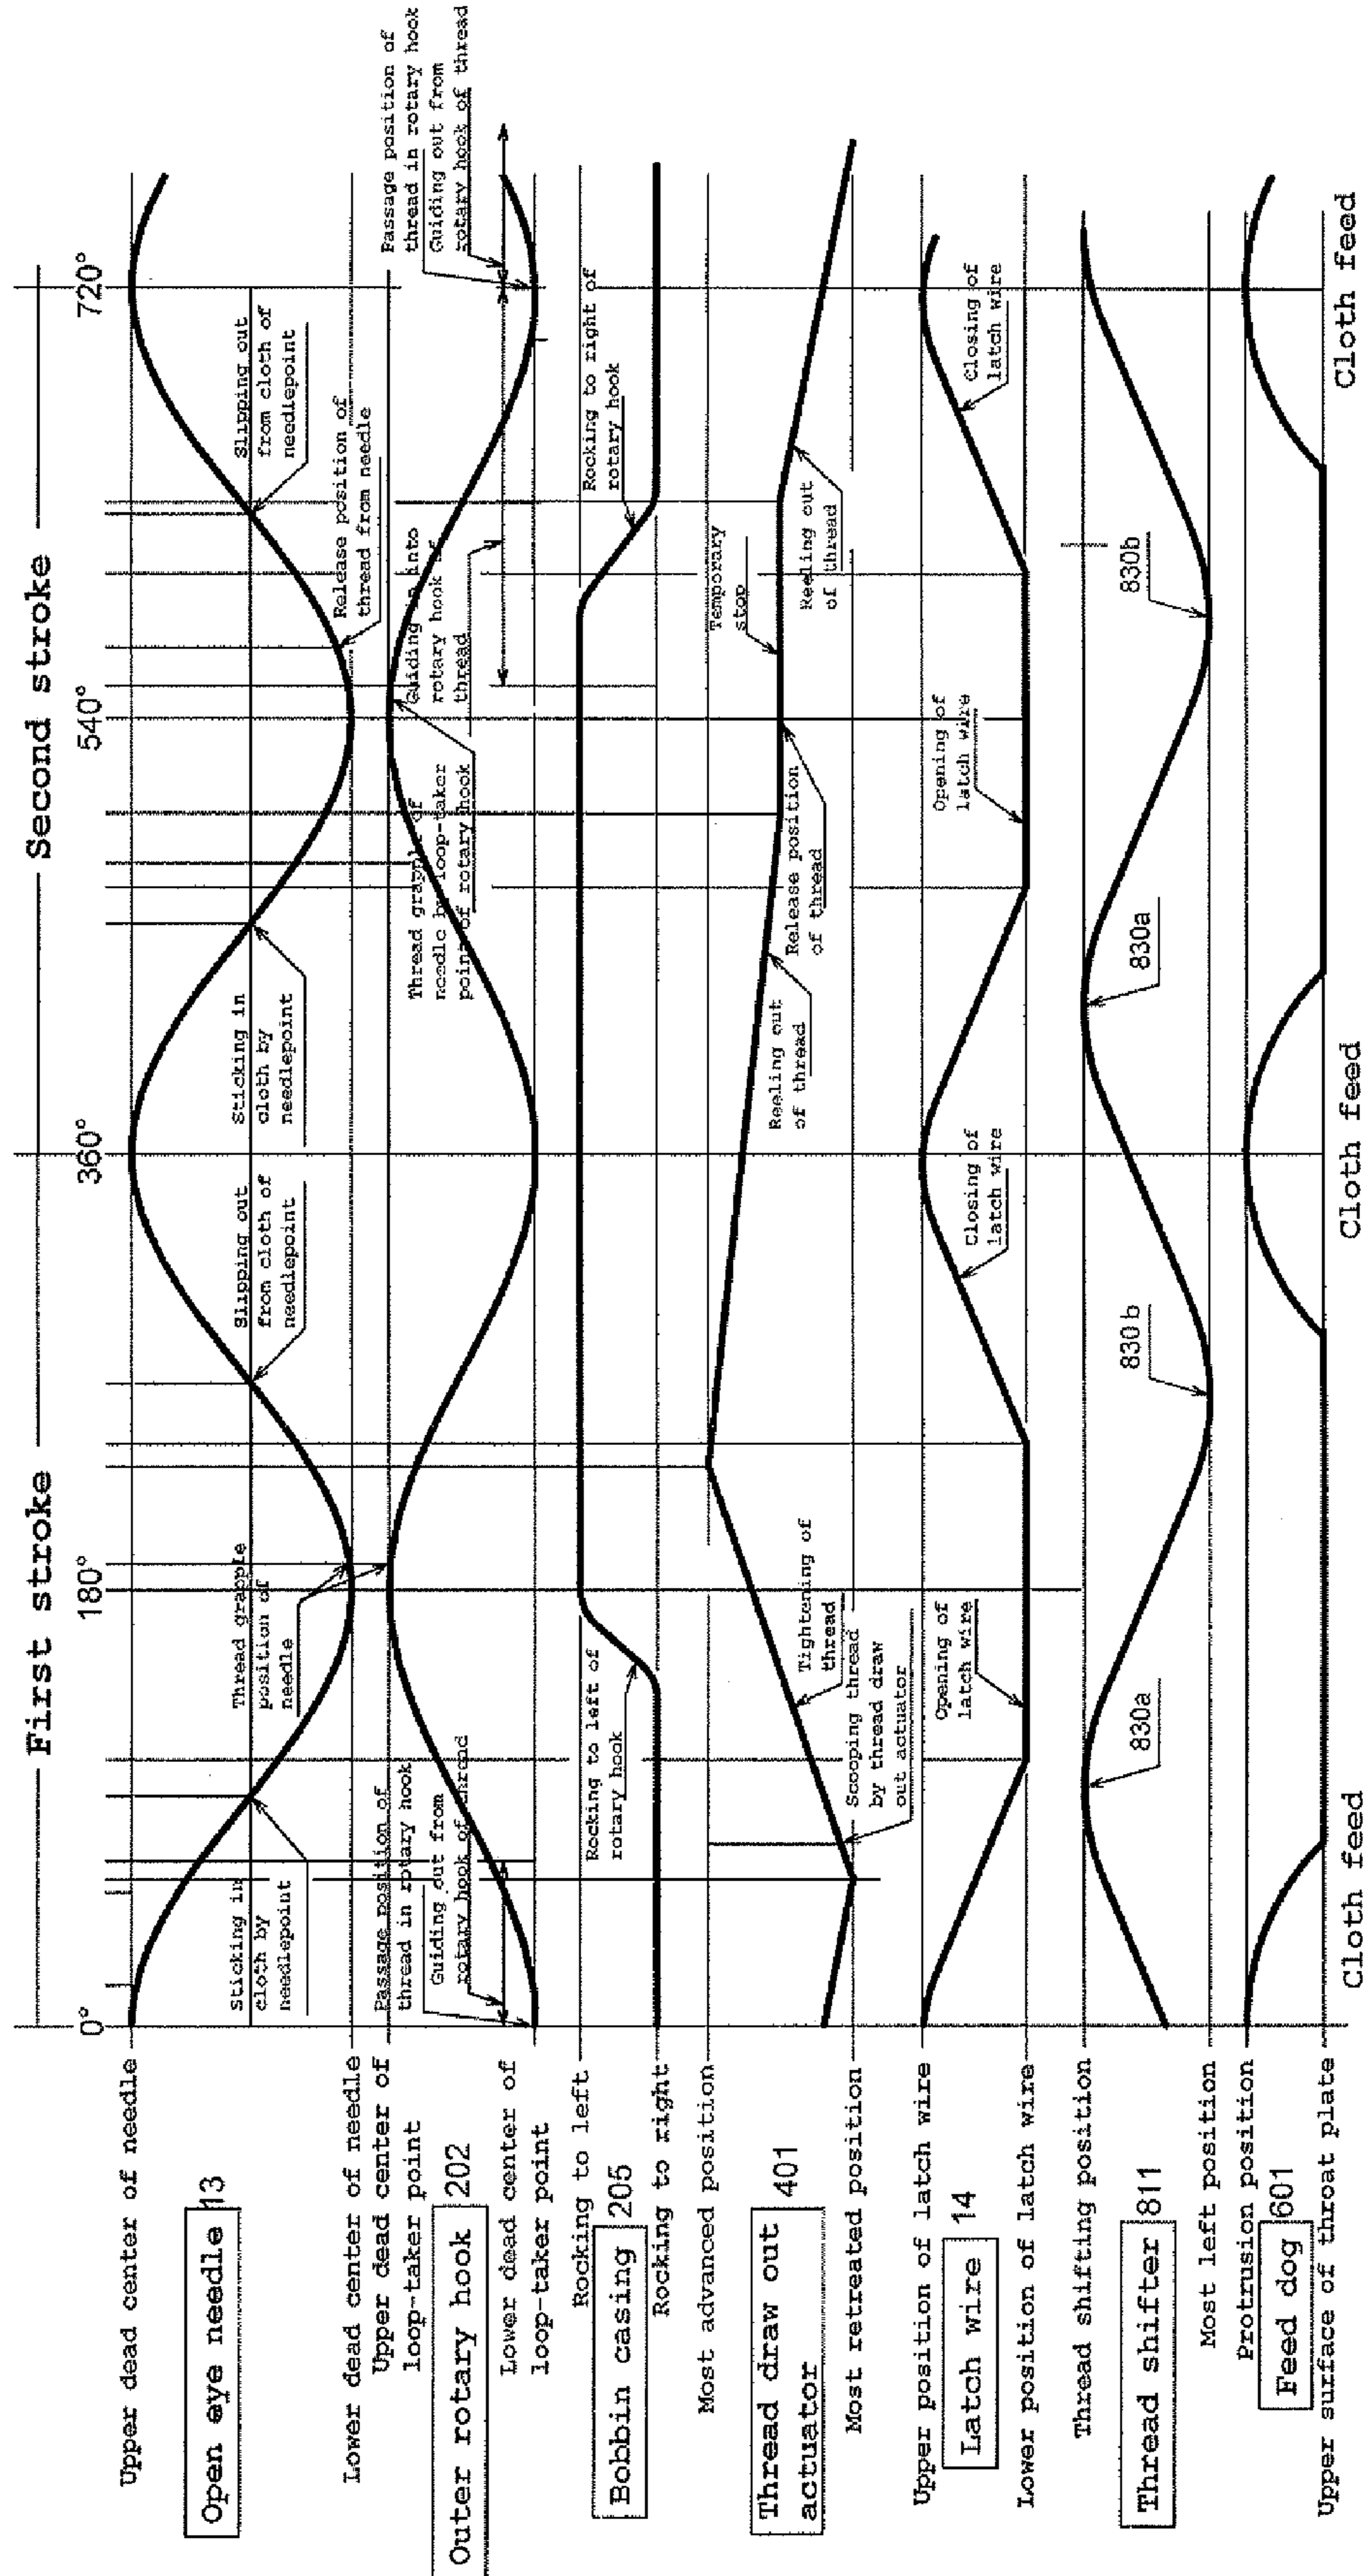 First stroke
Second stroke
0°
180°
360°
540°
720°
Upper dead center of needle
Open eye needle 13
Lower dead center of needle
Sticking in
cloth by
needlepoint
Thread grapple
position of
needle
Slipping out
from cloth of
needlepoint
Sticking in
cloth by
needlepoint
Release position of
thread from needle
Slipping out
from cloth of
needlepoint
Upper dead center of
loop-taker point
Outer rotary hook 202
Lower dead center of
loop-taker point
Passage position of
thread in rotary hook
Guiding out from
rotary hook of thread
Thread grapple of
needle by loop-taker
point of rotary hook
Guiding in into
rotary hook of
thread
Passage position of
thread in rotary hook
Guiding out from
rotary hook of thread
Rocking to left
Bobbin casing 205
Rocking to right
Rocking to left of
rotary hook
Rocking to right of
rotary hook
Most advanced position
Thread draw out
actuator 401
Most retreated position
Scooping thread
by thread draw
out actuator
Tightening of
thread
Reeling out
of thread
Release position
of thread
Temporary
stop
Reeling out
of thread
Upper position of latch wire
Latch wire 14
Lower position of latch wire
Opening of
latch wire
Closing of
latch wire
Opening of
latch wire
Closing of
latch wire
Thread shifting position
Thread shifter 811
Most left position
830a
830b
830a
830b
Protrusion position
Feed dog 601
Upper surface of throat plate
Cloth feed
Cloth feed
Cloth feed